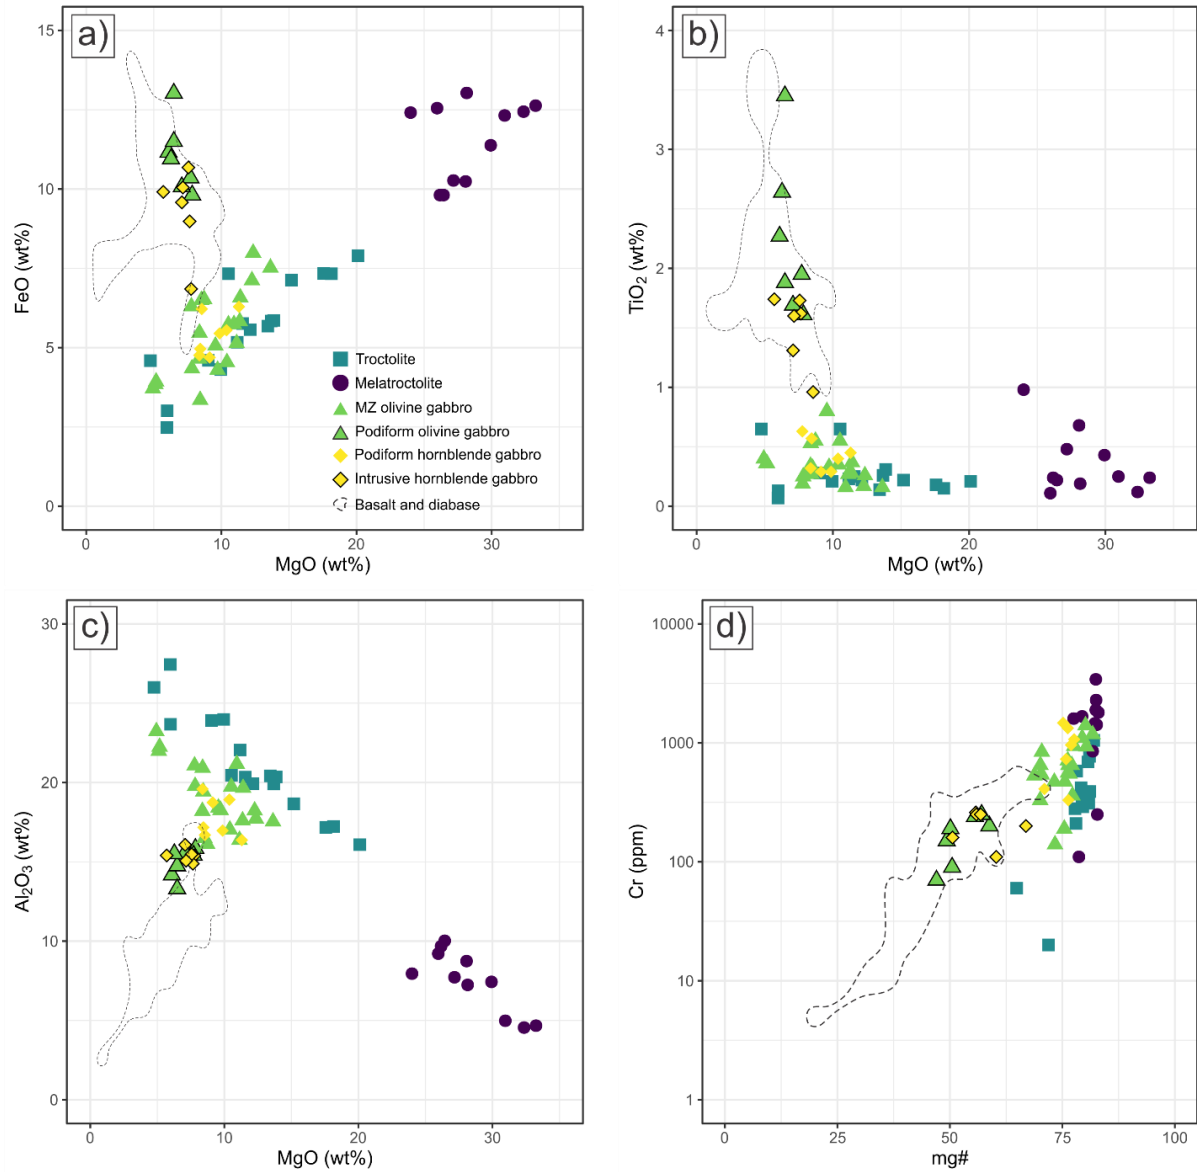 a)
15
10
5
0
FeO (wt%)
0
10
20
30
MgO (wt%)
Troctolite
Melatroctolite
MZ olivine gabbro
Podiform olivine gabbro
Podiform hornblende gabbro
Intrusive hornblende gabbro
Basalt and diabase
b)
4
3
2
1
0
TiO₂ (wt%)
0
10
20
30
MgO (wt%)
c)
30
20
10
0
Al₂O₃ (wt%)
0
10
20
30
MgO (wt%)
d)
10000
1000
100
10
1
Cr (ppm)
0
25
50
75
100
mg#